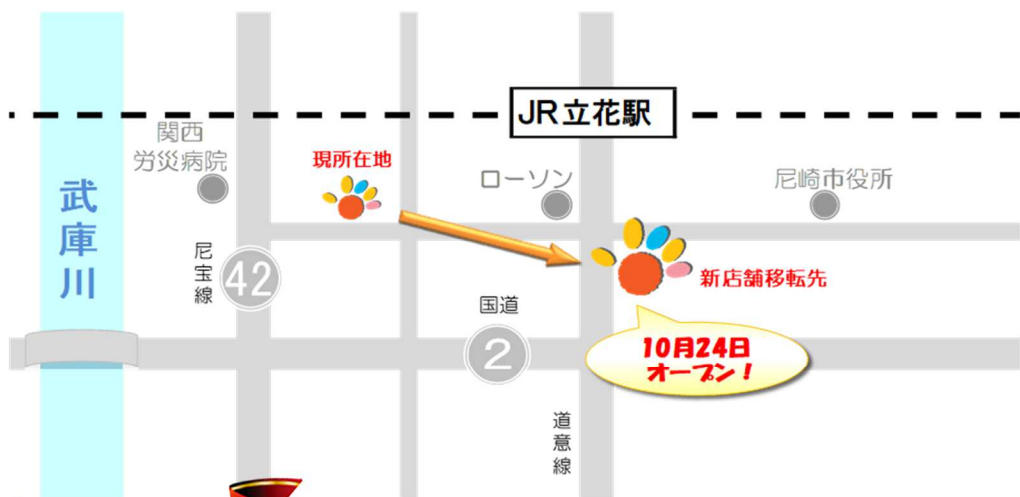 JR立花駅
関西
労災病院
現所在地
ローソン
尼崎市役所
武庫川
尼宝線
42
新店舗移転先
国道
2
10月24日
オープン！
道意線